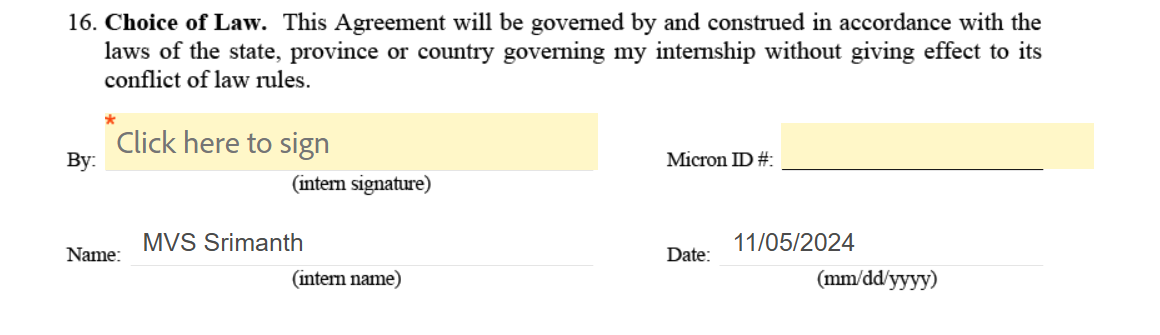 16. Choice of Law. This Agreement will be governed by and construed in accordance with the
laws of the state, province or country governing my internship without giving effect to its
conflict of law rules.
* Click here to sign
By:
Micron ID #:
(intern signature)
Name: MVS Srimanth
Date: 11/05/2024
(intern name)
(mm/dd/yyyy)